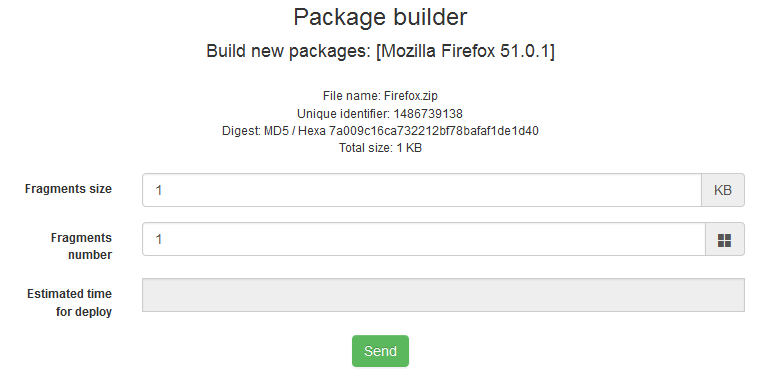 Package builder
Build new packages: [Mozilla Firefox 51.0.1]
File name: Firefox.zip
Unique identifier: 1486739138
Digest: MD5 / Hexa 7a009c16ca732212bf78bafaf1de1d40
Total size: 1 KB
Fragments size 1 KB
Fragments 1
number
Estimated time
for deploy
Send